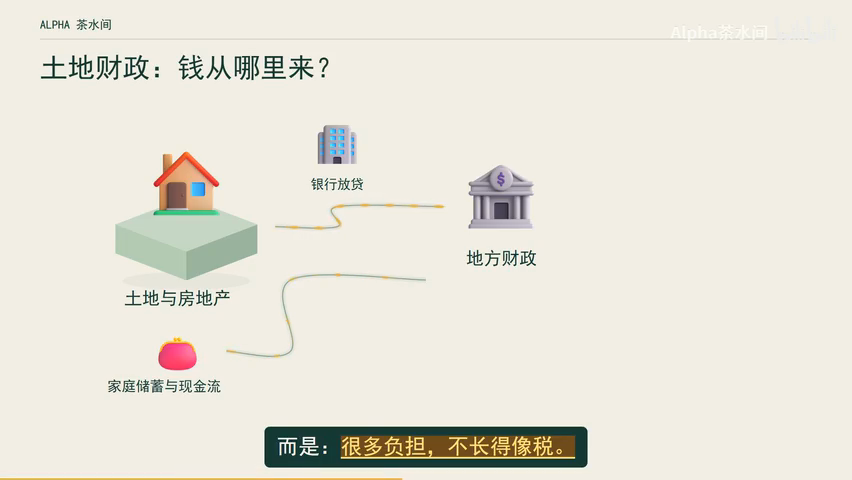 ALPHA 茶水间
Alpha茶水间
土地财政：钱从哪里来？
银行放贷
地方财政
土地与房地产
家庭储蓄与现金流
而是：很多负担，不长得像税。